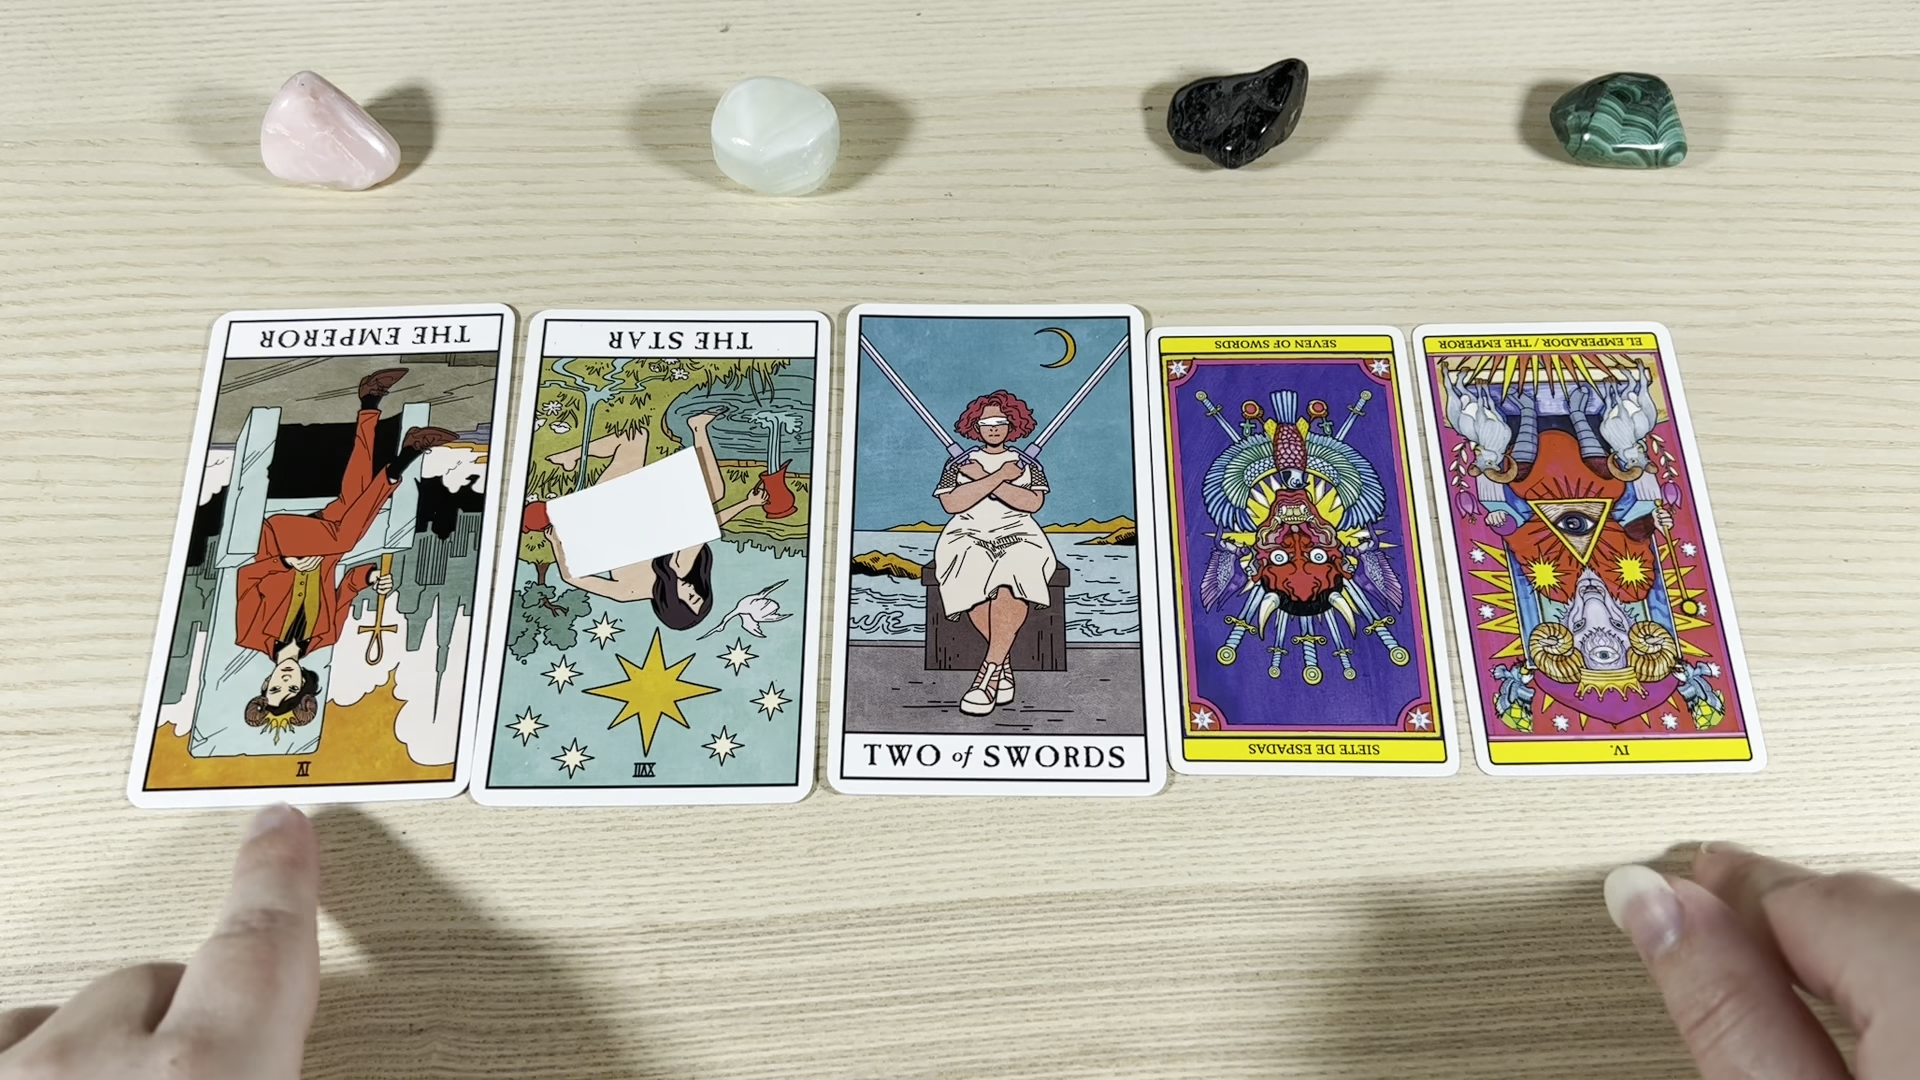 THE EMPEROR
IV
THE STAR
XVII
TWO of SWORDS
SEVEN OF SWORDS
SIETE DE ESPADAS
EL EMPERADOR / THE EMPEROR
IV.